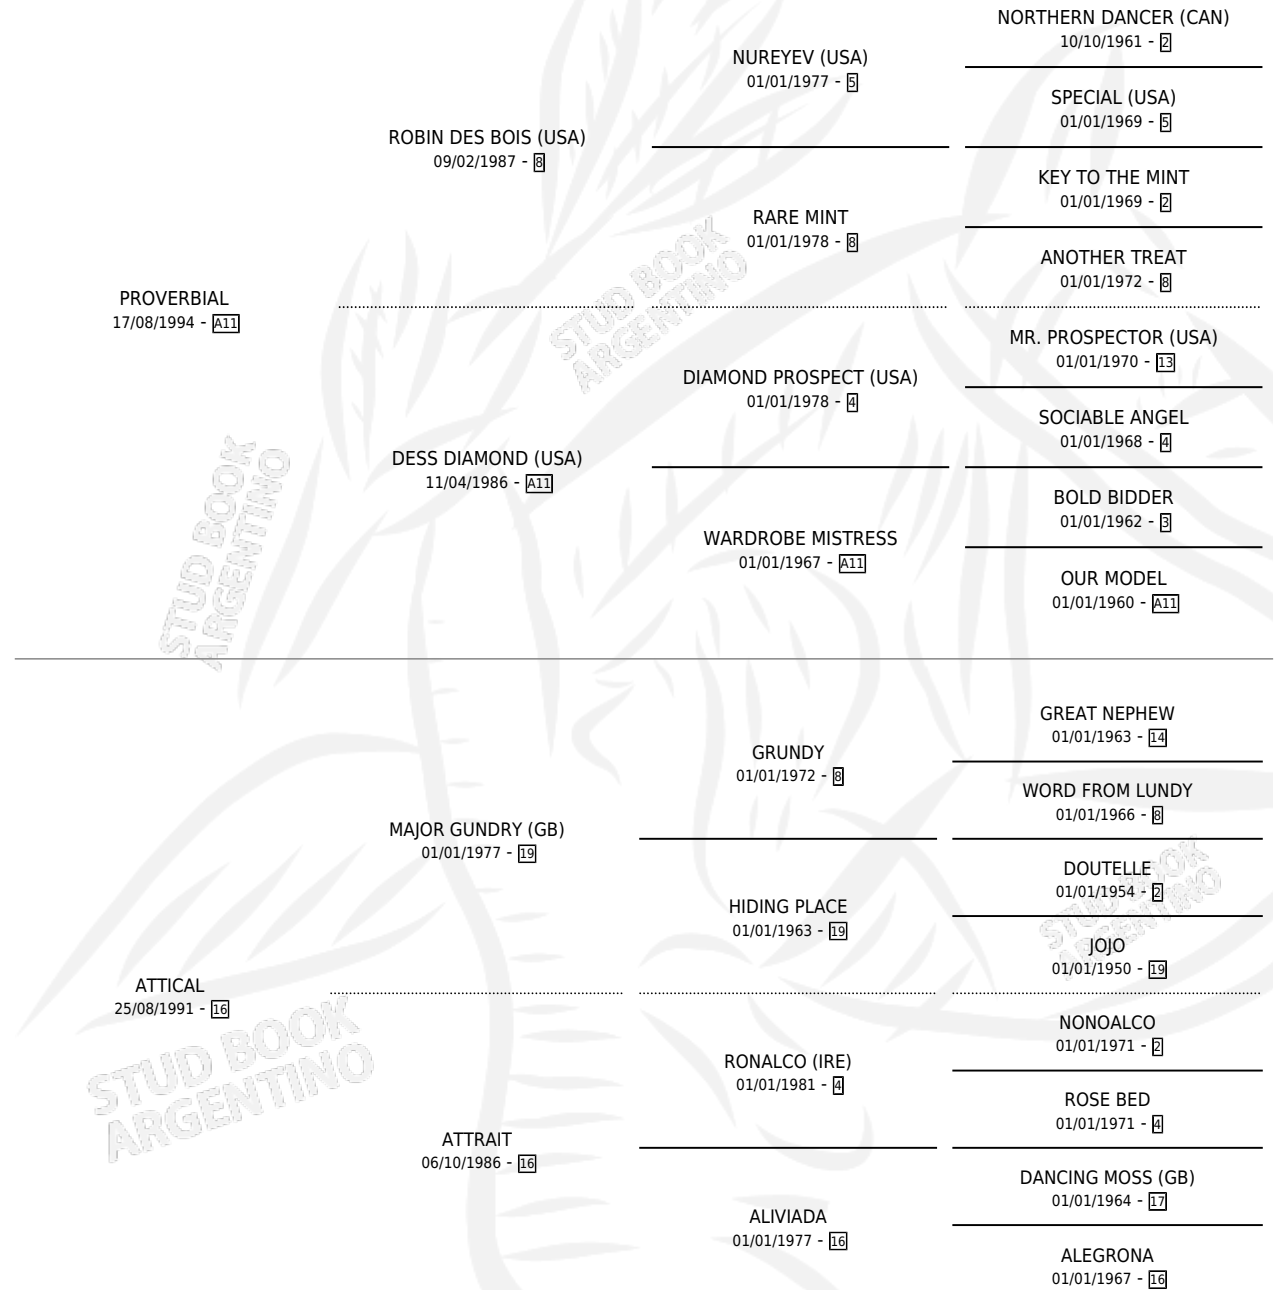 NORTHERN DANCER (CAN)
10/10/1961 - 2
NUREYEV (USA)
01/01/1977 - 5
SPECIAL (USA)
01/01/1969 - 5
ROBIN DES BOIS (USA)
09/02/1987 - 8
KEY TO THE MINT
01/01/1969 - 2
RARE MINT
01/01/1978 - 8
ANOTHER TREAT
01/01/1972 - 8
PROVERBIAL
17/08/1994 - A11
MR. PROSPECTOR (USA)
01/01/1970 - 13
DIAMOND PROSPECT (USA)
01/01/1978 - 4
SOCIABLE ANGEL
01/01/1968 - 4
DESS DIAMOND (USA)
11/04/1986 - A11
BOLD BIDDER
01/01/1962 - 3
WARDROBE MISTRESS
01/01/1967 - A11
OUR MODEL
01/01/1960 - A11
GREAT NEPHEW
01/01/1963 - 14
GRUNDY
01/01/1972 - 8
WORD FROM LUNDY
01/01/1966 - 8
MAJOR GUNDRY (GB)
01/01/1977 - 19
DOUTELLE
01/01/1954 - 2
HIDING PLACE
01/01/1963 - 19
JOJO
01/01/1950 - 19
ATTICAL
25/08/1991 - 16
NONOALCO
01/01/1971 - 2
RONALCO (IRE)
01/01/1981 - 4
ROSE BED
01/01/1971 - 4
ATTRAIT
06/10/1986 - 16
DANCING MOSS (GB)
01/01/1964 - 17
ALIVIADA
01/01/1977 - 16
ALEGRONA
01/01/1967 - 16
STUD BOOK
ARGENTINO
STUD BOOK
ARGENTINO
STUD BOOK
ARGENTINO
STUD BOOK
ARGENTINO